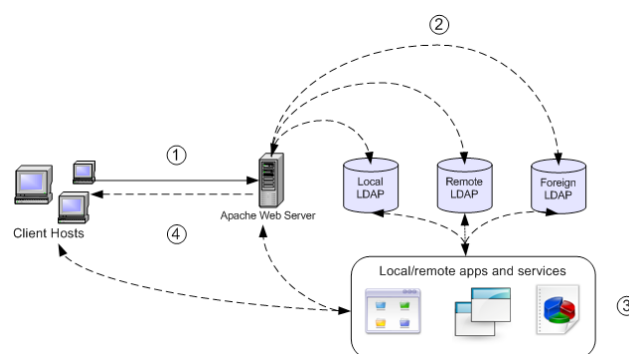 ②
①
Local
LDAP
Remote
LDAP
Foreign
LDAP
Apache Web Server
Client Hosts
④
Local/remote apps and services
③